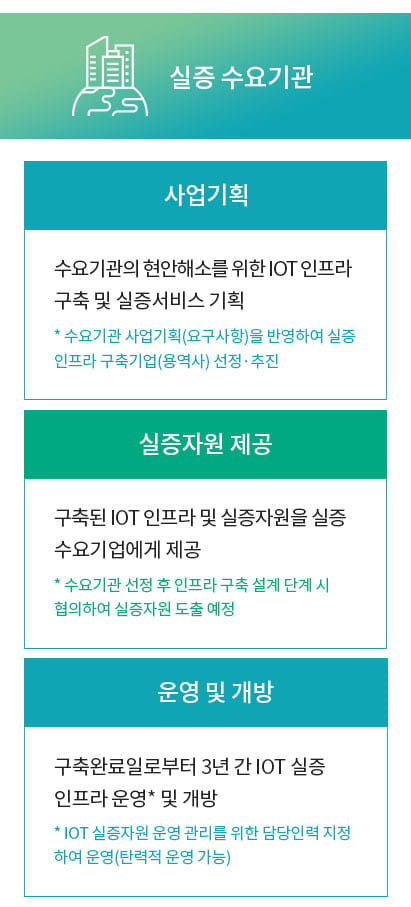 실증 수요기관
사업기획
수요기관의 현안해소를 위한 IOT 인프라
구축 및 실증서비스 기획
* 수요기관 사업기획(요구사항)을 반영하여 실증
인프라 구축기업(용역사) 선정·추진
실증자원 제공
구축된 IOT 인프라 및 실증자원을 실증
수요기업에게 제공
* 수요기관 선정 후 인프라 구축 설계 단계 시
협의하여 실증자원 도출 예정
운영 및 개방
구축완료일로부터 3년 간 IOT 실증
인프라 운영* 및 개방
* IOT 실증자원 운영 관리를 위한 담당인력 지정
하여 운영(탄력적 운영 가능)